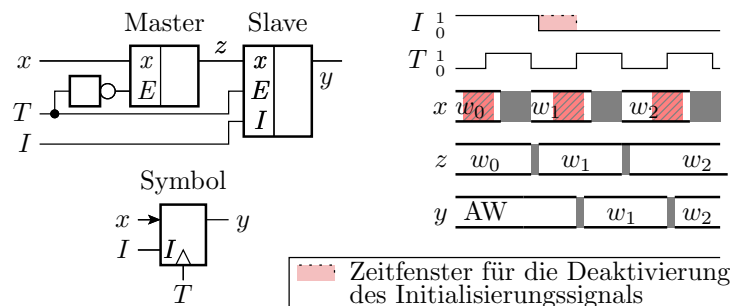 Master Slave
x x z x y
T E E
I I
Symbol
x y
I I
T
I 1 0
T 1 0
x w0 w1 w2
z w0 w1 w2
y AW w1 w2
Zeitfenster für die Deaktivierung
des Initialisierungssignals